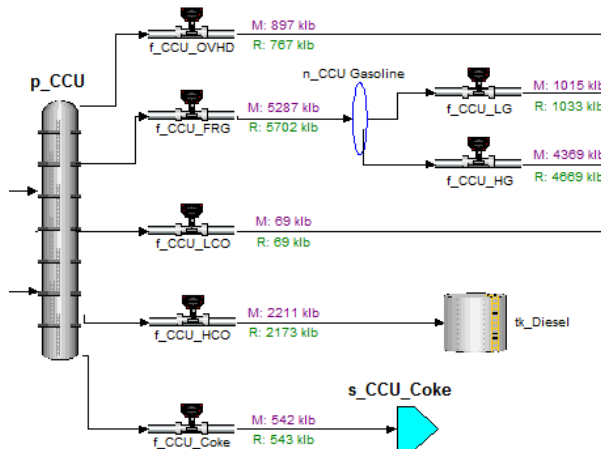 M: 897 klb
f_CCU_OVHD
R: 767 klb
p_CCU
n_CCU Gasoline
M: 1015 klb
f_CCU_LG
R: 1033 klb
M: 5287 klb
f_CCU_FRG
R: 5702 klb
M: 4369 klb
f_CCU_HG
R: 4669 klb
M: 69 klb
f_CCU_LCO
R: 69 klb
M: 2211 klb
f_CCU_HCO
R: 2173 klb
tk_Diesel
s_CCU_Coke
M: 542 klb
f_CCU_Coke
R: 543 klb